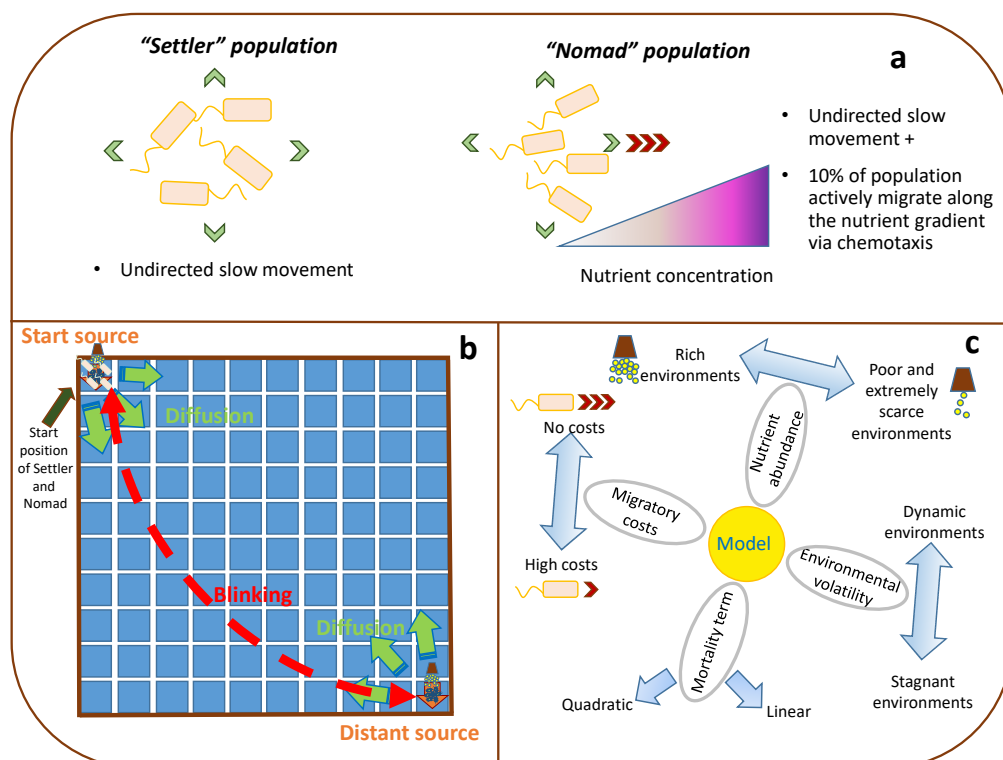 “Settler” population
“Nomad” population
a
• Undirected slow movement
• Undirected slow
movement +
• 10% of population
actively migrate along
the nutrient gradient
via chemotaxis
Nutrient concentration
Start source
b
Diffusion
Start
position
of Settler
and
Nomad
Blinking
Diffusion
Distant source
c
Rich
environments
Poor and
extremely
scarce
environments
No costs
Nutrient
abundance
Migratory
costs
High costs
Model
Dynamic
environments
Environmental
volatility
Mortality term
Quadratic
Linear
Stagnant
environments